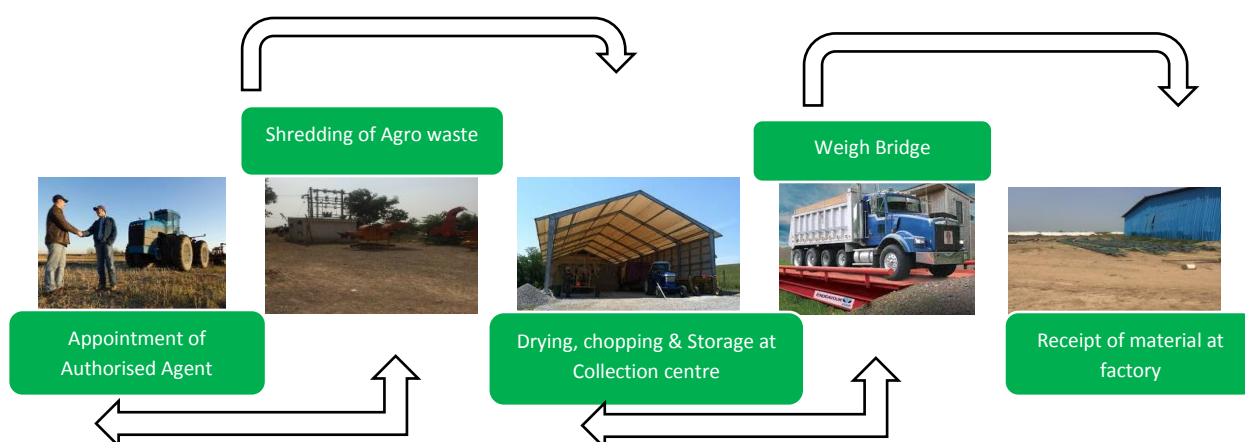 Shredding of Agro waste
Weigh Bridge
ENDEAVOUR
Appointment of
Authorised Agent
Drying, chopping & Storage at
Collection centre
Receipt of material at
factory